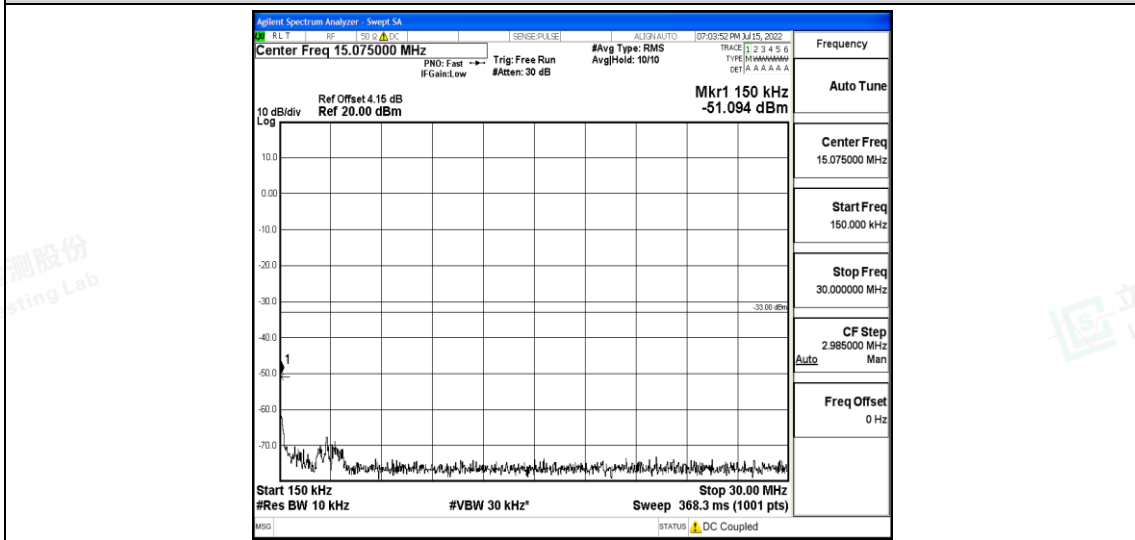 Agilent Spectrum Analyzer - Swept SA
RLT RF 50 Ω DC SENSE:PULSE ALIGN AUTO 07:03:52 PM Jul 15, 2022
Center Freq 15.075000 MHz
#Avg Type: RMS
TRACE 1 2 3 4 5 6
PNO: Fast
Trig: Free Run
Avg|Hold: 10/10
TYPE
IFGain:Low
#Atten: 30 dB
DET A A A A A A
Mkr1 150 kHz
-51.094 dBm
Ref Offset 4.15 dB
10 dB/div Ref 20.00 dBm
Log
10.0
0.00
-10.0
-20.0
-30.0
-33.00 dBm
-40.0
1
-50.0
-60.0
-70.0
Start 150 kHz
Stop 30.00 MHz
#Res BW 10 kHz
#VBW 30 kHz*
Sweep 368.3 ms (1001 pts)
MSG
STATUS DC Coupled
Frequency
Auto Tune
Center Freq
15.075000 MHz
Start Freq
150.000 kHz
Stop Freq
30.000000 MHz
CF Step
2.985000 MHz
Auto Man
Freq Offset
0 Hz
测股份
sting Lab
立